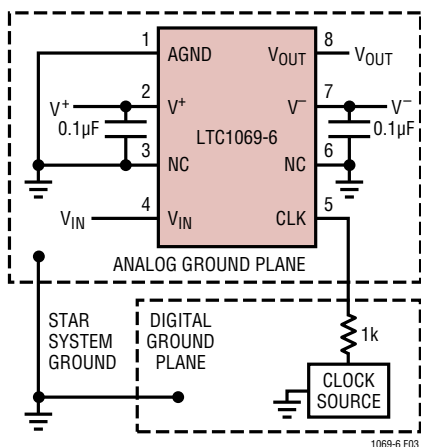 1 AGND VOUT 8 VOUT
V+ 2 V+ V– 7 V–
0.1µF LTC1069-6 0.1µF
3 NC NC 6
VIN 4 VIN CLK 5
ANALOG GROUND PLANE
STAR
SYSTEM
GROUND
DIGITAL
GROUND
PLANE
1k
CLOCK
SOURCE
1069-6 F03